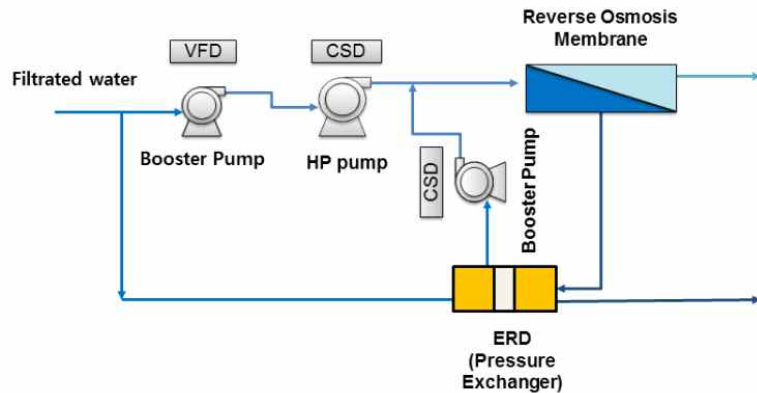 Reverse Osmosis
Membrane
VFD
CSD
Filtrated water
Booster Pump
HP pump
CSD
Booster Pump
ERD
(Pressure
Exchanger)